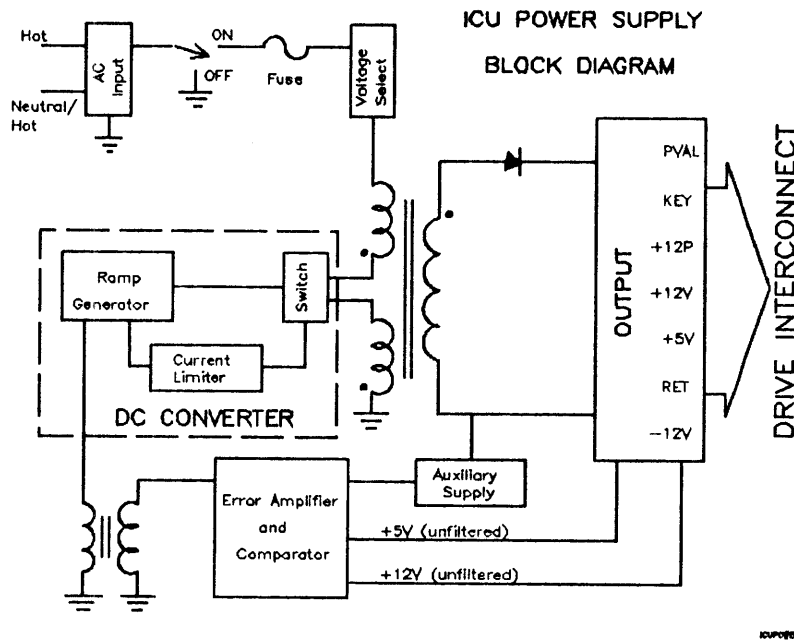 ICU POWER SUPPLY
BLOCK DIAGRAM
Hot
Neutral/
Hot
AC
Input
ON
OFF
Fuse
Voltage
Select
PVAL
KEY
+12P
+12V
+5V
RET
-12V
OUTPUT
DRIVE INTERCONNECT
Ramp
Generator
Switch
Current
Limiter
DC CONVERTER
Auxiliary
Supply
Error Amplifier
and
Comparator
+5V (unfiltered)
+12V (unfiltered)